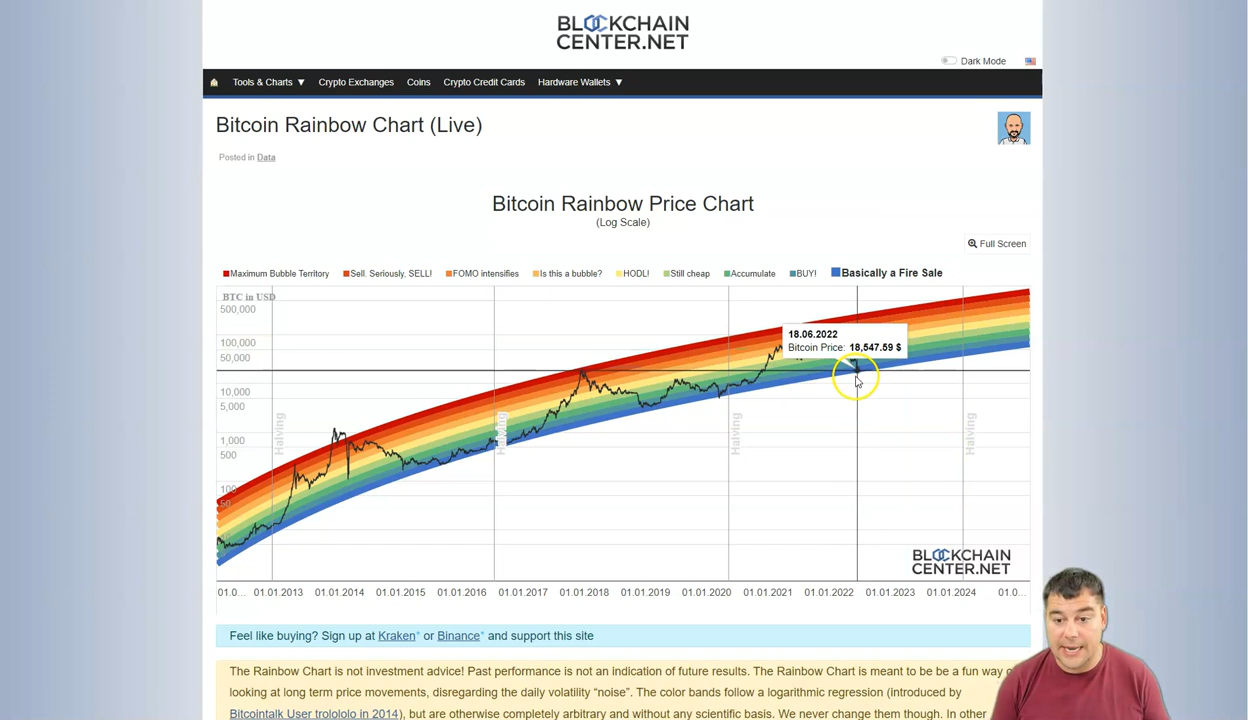 BLOCKCHAIN
CENTER.NET
Dark Mode
Tools & Charts ▼ Crypto Exchanges Coins Crypto Credit Cards Hardware Wallets ▼
Bitcoin Rainbow Chart (Live)
Posted in Data
Bitcoin Rainbow Price Chart
(Log Scale)
Full Screen
Maximum Bubble Territory Sell. Seriously, SELL! FOMO intensifies Is this a bubble? HODL! Still cheap Accumulate BUY! Basically a Fire Sale
BTC in USD
500,000
18.06.2022
Bitcoin Price: 18,547.59 $
100,000
50,000
10,000
5,000
Halving
Halving
Halving
Halving
1,000
500
100
50
BLOCKCHAIN
CENTER.NET
01.0... 01.01.2013 01.01.2014 01.01.2015 01.01.2016 01.01.2017 01.01.2018 01.01.2019 01.01.2020 01.01.2021 01.01.2022 01.01.2023 01.01.2024 01.0...
Feel like buying? Sign up at Kraken* or Binance* and support this site
The Rainbow Chart is not investment advice! Past performance is not an indication of future results. The Rainbow Chart is meant to be be a fun way
looking at long term price movements, disregarding the daily volatility “noise”. The color bands follow a logarithmic regression (introduced by
Bitcointalk User trolololo in 2014), but are otherwise completely arbitrary and without any scientific basis. We never change them though. In other